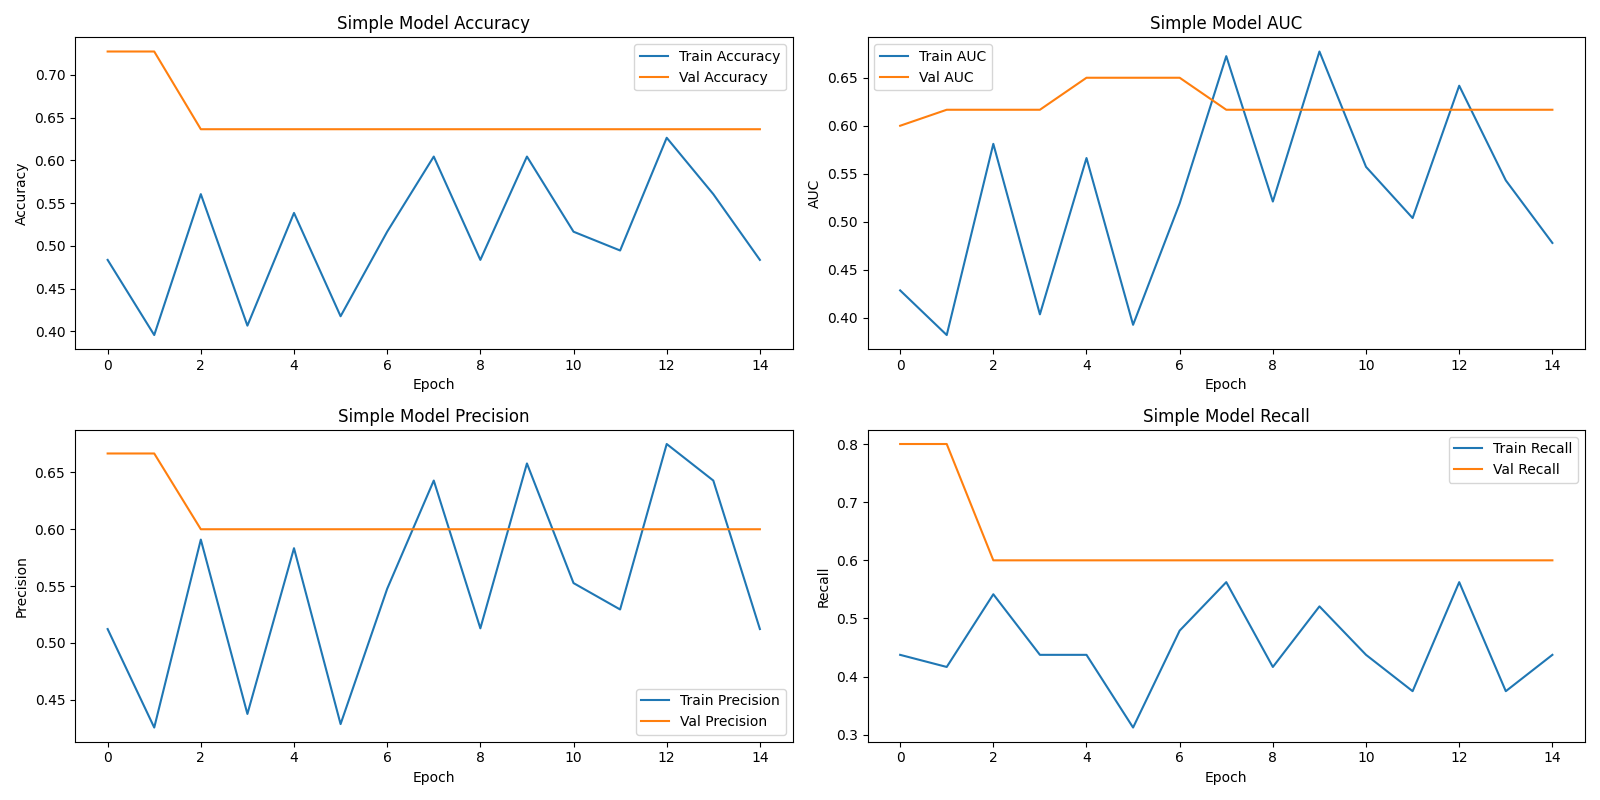 Simple Model Accuracy
Accuracy
0.70
0.65
0.60
0.55
0.50
0.45
0.40
Train Accuracy
Val Accuracy
0 2 4 6 8 10 12 14
Epoch
Simple Model AUC
AUC
0.65
0.60
0.55
0.50
0.45
0.40
Train AUC
Val AUC
0 2 4 6 8 10 12 14
Epoch
Simple Model Precision
Precision
0.65
0.60
0.55
0.50
0.45
Train Precision
Val Precision
0 2 4 6 8 10 12 14
Epoch
Simple Model Recall
Recall
0.8
0.7
0.6
0.5
0.4
0.3
Train Recall
Val Recall
0 2 4 6 8 10 12 14
Epoch